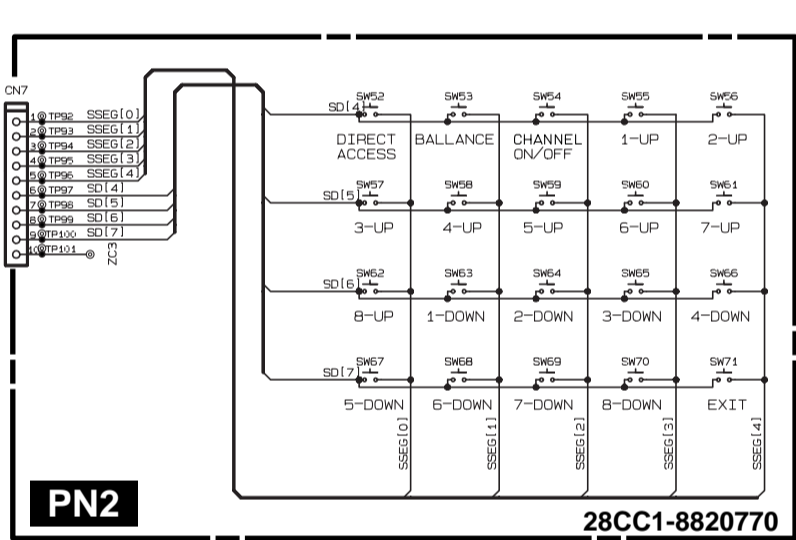 CN7
1 TP92 SSEG[0]
2 TP93 SSEG[1]
3 TP94 SSEG[2]
4 TP95 SSEG[3]
5 TP96 SSEG[4]
6 TP97 SD[4]
7 TP98 SD[5]
8 TP99 SD[6]
9 TP100 SD[7]
10 TP101
ZC3
SD[4] SW52 SW53 SW54 SW55 SW56
DIRECT BALLANCE CHANNEL 1-UP 2-UP
ACCESS ON/OFF
SD[5] SW57 SW58 SW59 SW60 SW61
3-UP 4-UP 5-UP 6-UP 7-UP
SD[6] SW62 SW63 SW64 SW65 SW66
8-UP 1-DOWN 2-DOWN 3-DOWN 4-DOWN
SD[7] SW67 SW68 SW69 SW70 SW71
5-DOWN 6-DOWN 7-DOWN 8-DOWN EXIT
SSEG[0] SSEG[1] SSEG[2] SSEG[3] SSEG[4]
PN2
28CC1-8820770